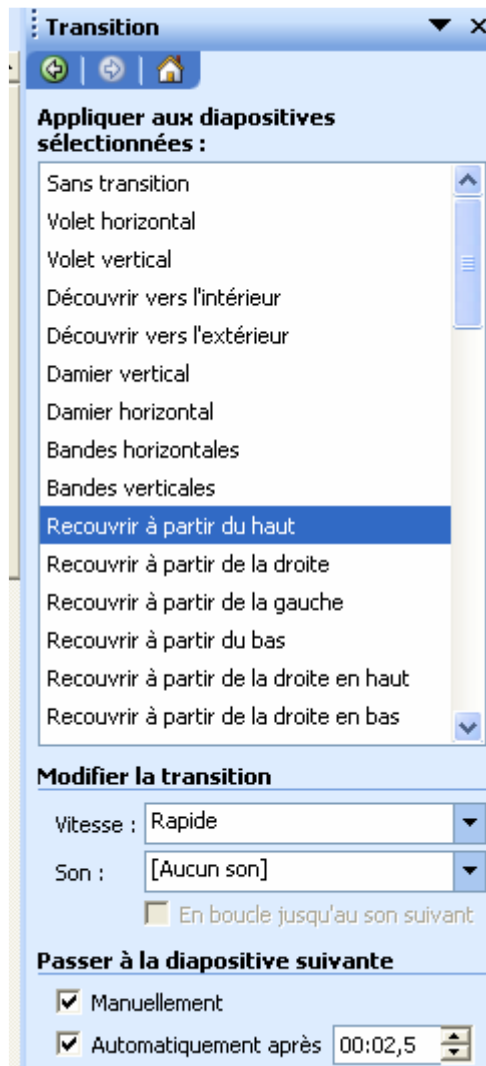 Transition
Appliquer aux diapositives
sélectionnées :
Sans transition
Volet horizontal
Volet vertical
Découvrir vers l'intérieur
Découvrir vers l'extérieur
Damier vertical
Damier horizontal
Bandes horizontales
Bandes verticales
Recouvrir à partir du haut
Recouvrir à partir de la droite
Recouvrir à partir de la gauche
Recouvrir à partir du bas
Recouvrir à partir de la droite en haut
Recouvrir à partir de la droite en bas
Modifier la transition
Vitesse : Rapide
Son : [Aucun son]
En boucle jusqu'au son suivant
Passer à la diapositive suivante
Manuellement
Automatiquement après 00:02,5